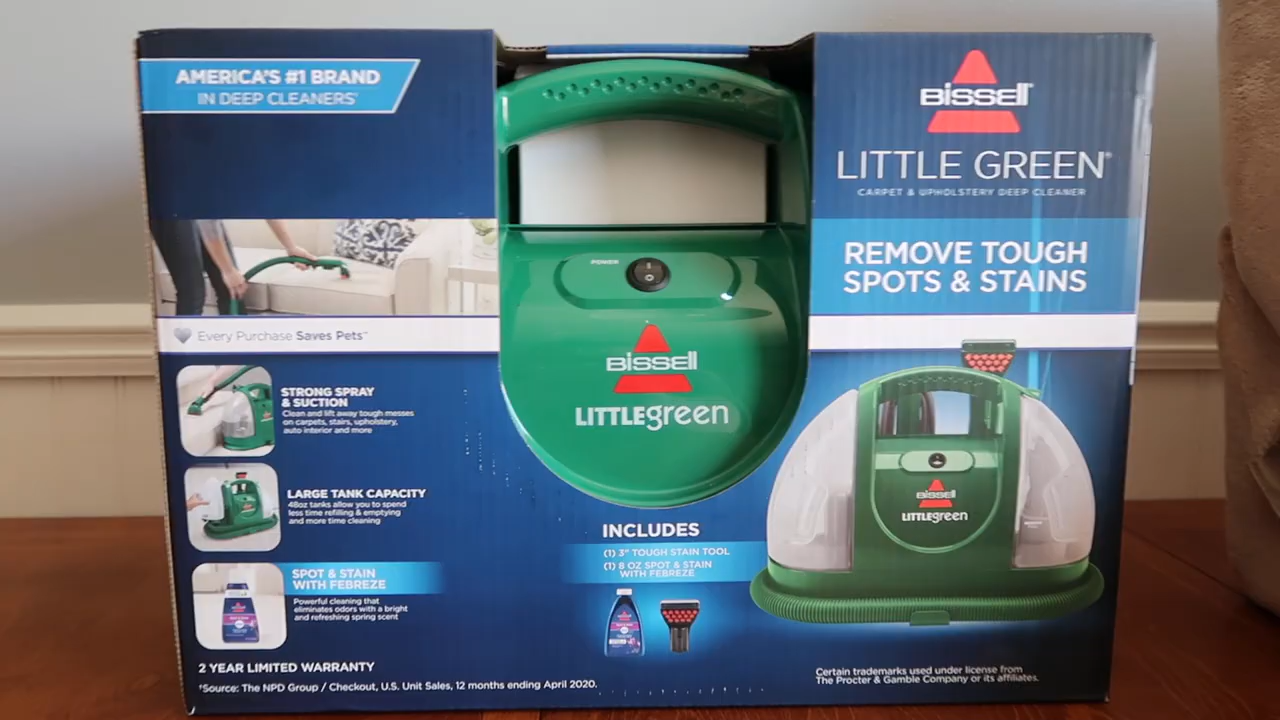 AMERICA'S #1 BRAND
IN DEEP CLEANERS†
BISSELL®
LITTLE GREEN®
CARPET & UPHOLSTERY DEEP CLEANER
REMOVE TOUGH
SPOTS & STAINS
POWER
BISSELL
LITTLEgreen
Every Purchase Saves Pets™
STRONG SPRAY
& SUCTION
Clean and lift away tough messes
on carpets, stairs, upholstery,
auto interior and more
LARGE TANK CAPACITY
48oz tanks allow you to spend
less time refilling & emptying
and more time cleaning
SPOT & STAIN
WITH FEBREZE
Powerful cleaning that
eliminates odors with a bright
and refreshing spring scent
INCLUDES
(1) 3" TOUGH STAIN TOOL
(1) 8 OZ SPOT & STAIN
WITH FEBREZE
BISSELL
LITTLEgreen
2 YEAR LIMITED WARRANTY
†Source: The NPD Group / Checkout, U.S. Unit Sales, 12 months ending April 2020.
Certain trademarks used under license from
The Procter & Gamble Company or its affiliates.